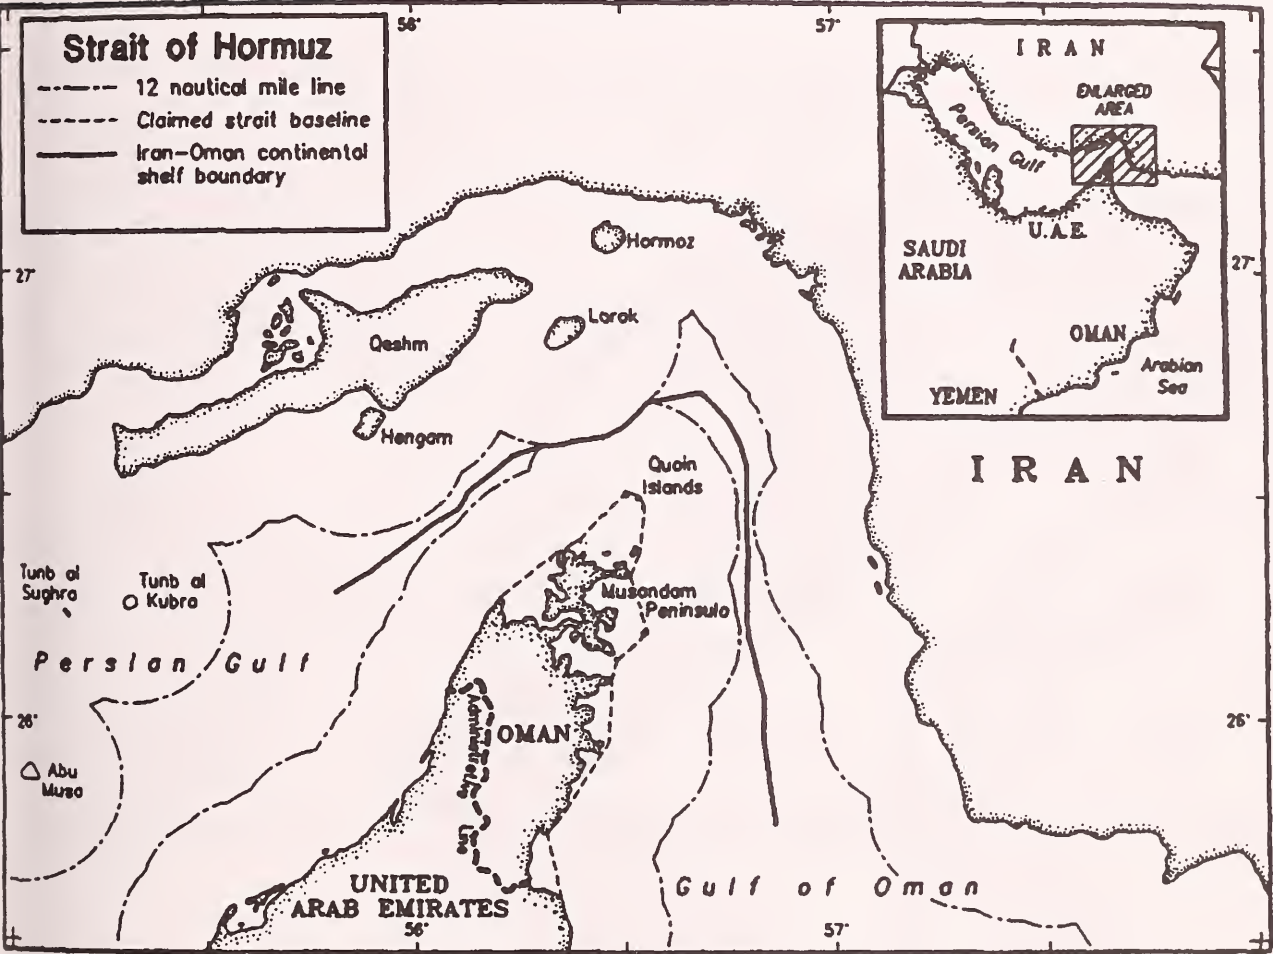 56°
57°
Strait of Hormuz
12 nautical mile line
Claimed strait baseline
Iran-Oman continental
shelf boundary
IRAN
ENLARGED
AREA
Persian Gulf
U.A.E.
SAUDI
ARABIA
OMAN
Arabian
Sea
YEMEN
27°
27°
Hormoz
Larak
Qeshm
Hengam
Quoin
Islands
IRAN
Tunb al
Sughra
Tunb al
Kubra
Musandam
Peninsula
Persian Gulf
26°
26°
OMAN
Administrative Line
Abu
Musa
UNITED
ARAB EMIRATES
Gulf of Oman
56°
57°